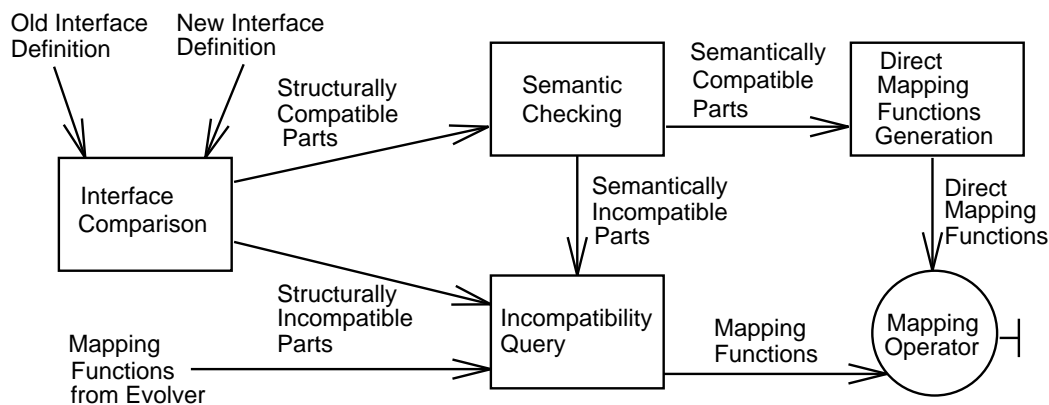 Old Interface
Definition
New Interface
Definition
Structurally
Compatible
Parts
Semantic
Checking
Semantically
Compatible
Parts
Direct
Mapping
Functions
Generation
Interface
Comparison
Semantically
Incompatible
Parts
Direct
Mapping
Functions
Structurally
Incompatible
Parts
Incompatibility
Query
Mapping
Functions
Mapping
Operator
Mapping
Functions
from Evolver